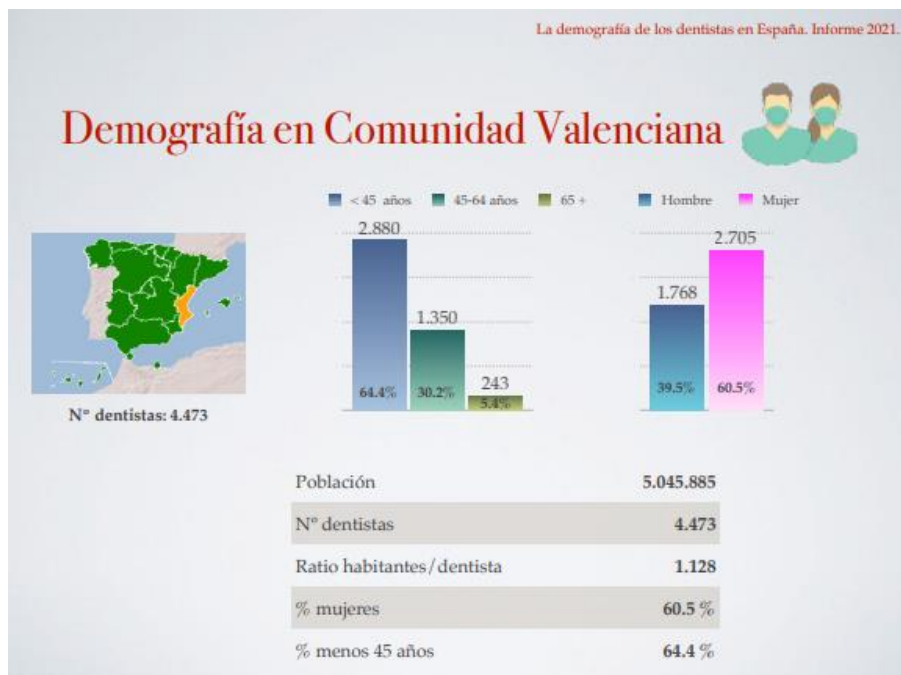 La demografía de los dentistas en España. Informe 2021.
Demografía en Comunidad Valenciana
< 45 años 45-64 años 65 +
Hombre Mujer
2.880
1.350
243
64.4% 30.2% 5.4%
2.705
1.768
39.5% 60.5%
Nº dentistas: 4.473
Población 5.045.885
Nº dentistas 4.473
Ratio habitantes/dentista 1.128
% mujeres 60.5 %
% menos 45 años 64.4 %